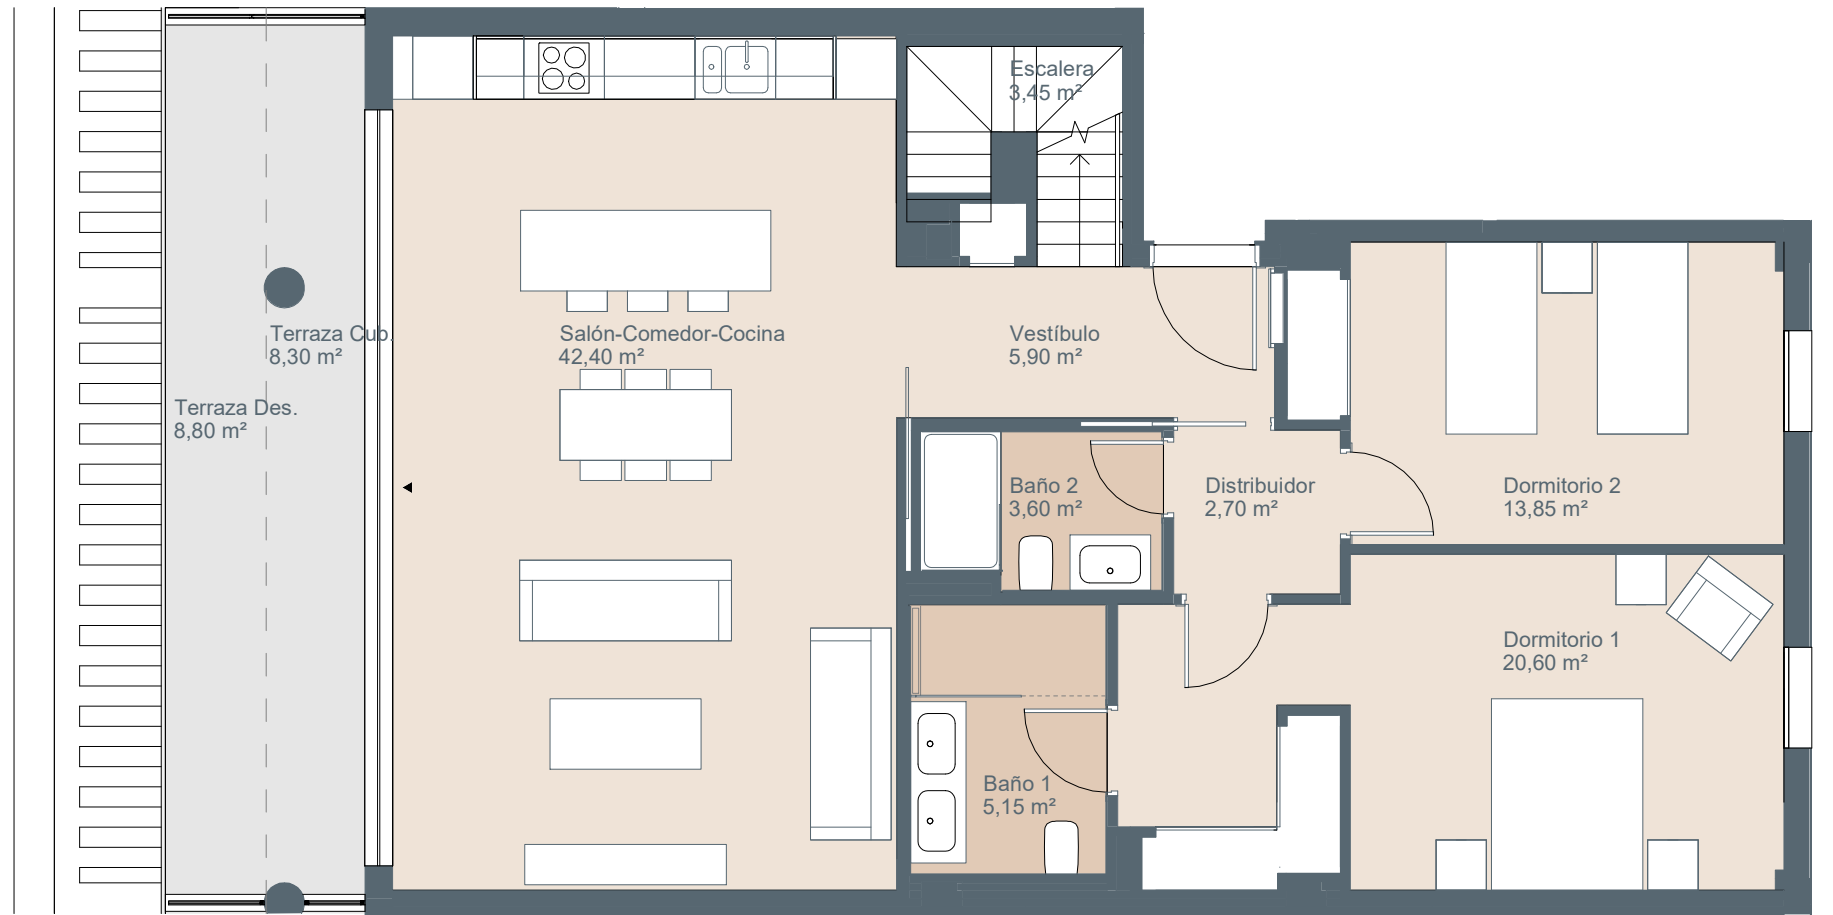 Escalera
3,45 m²
Terraza Cub.
8,30 m²
Salón-Comedor-Cocina
42,40 m²
Vestíbulo
5,90 m²
Terraza Des.
8,80 m²
Baño 2
3,60 m²
Distribuidor
2,70 m²
Dormitorio 2
13,85 m²
Dormitorio 1
20,60 m²
Baño 1
5,15 m²